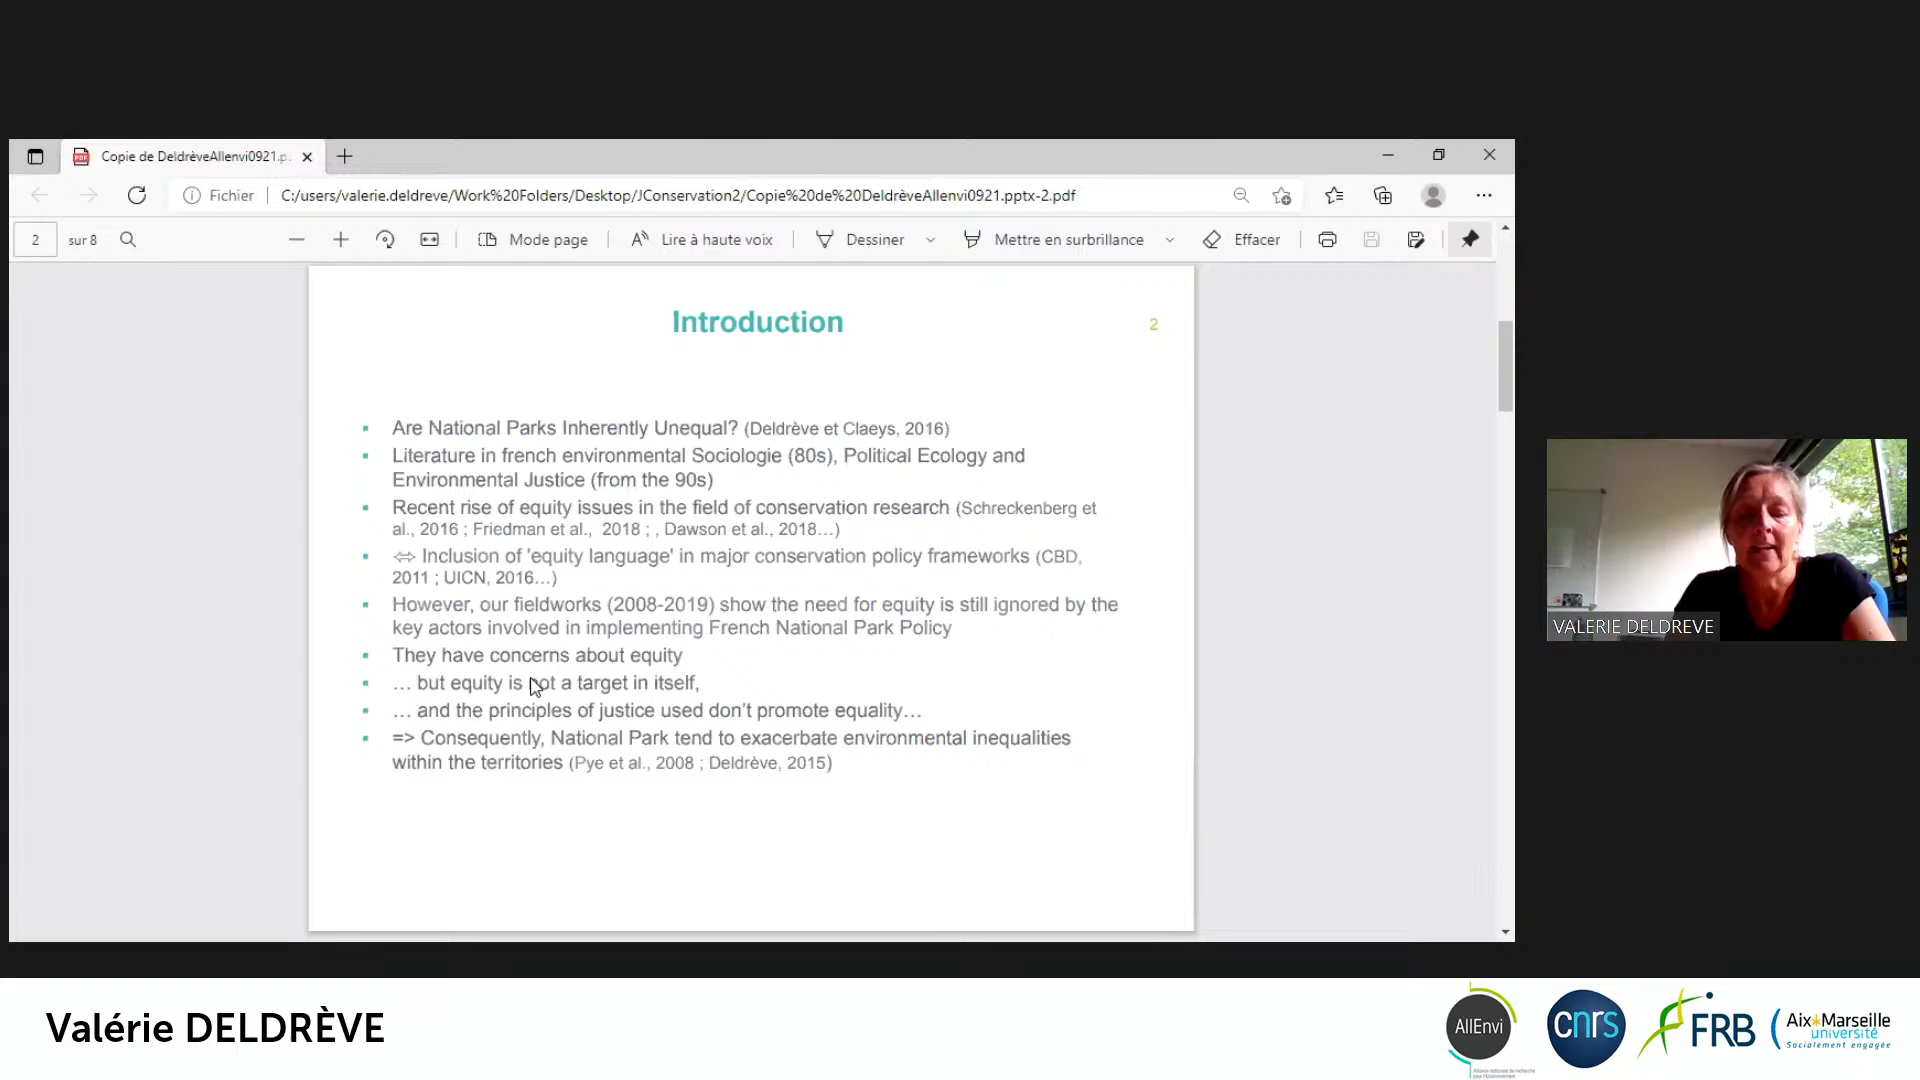 Copie de DeldrèveAllenvi0921.p
Fichier
C:/users/valerie.deldreve/Work%20Folders/Desktop/JConservation2/Copie%20de%20DeldrèveAllenvi0921.pptx-2.pdf
2 sur 8
Mode page
Lire à haute voix
Dessiner
Mettre en surbrillance
Effacer
Introduction
2
Are National Parks Inherently Unequal? (Deldrève et Claeys, 2016)
Literature in french environmental Sociologie (80s), Political Ecology and
Environmental Justice (from the 90s)
Recent rise of equity issues in the field of conservation research (Schreckenberg et
al., 2016 ; Friedman et al., 2018 ; , Dawson et al., 2018…)
⇔ Inclusion of 'equity language' in major conservation policy frameworks (CBD,
2011 ; UICN, 2016…)
However, our fieldworks (2008-2019) show the need for equity is still ignored by the
key actors involved in implementing French National Park Policy
They have concerns about equity
… but equity is not a target in itself,
… and the principles of justice used don’t promote equality…
=> Consequently, National Park tend to exacerbate environmental inequalities
within the territories (Pye et al., 2008 ; Deldrève, 2015)
VALERIE DELDREVE
Valérie DELDRÈVE
AllEnvi
Alliance nationale de recherche
pour l'Environnement
cnrs
FRB
Aix*Marseille
université
Socialement engagée